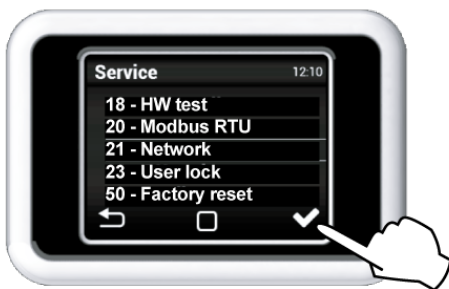 Service 12:10
18 - HW test
20 - Modbus RTU
21 - Network
23 - User lock
50 - Factory reset